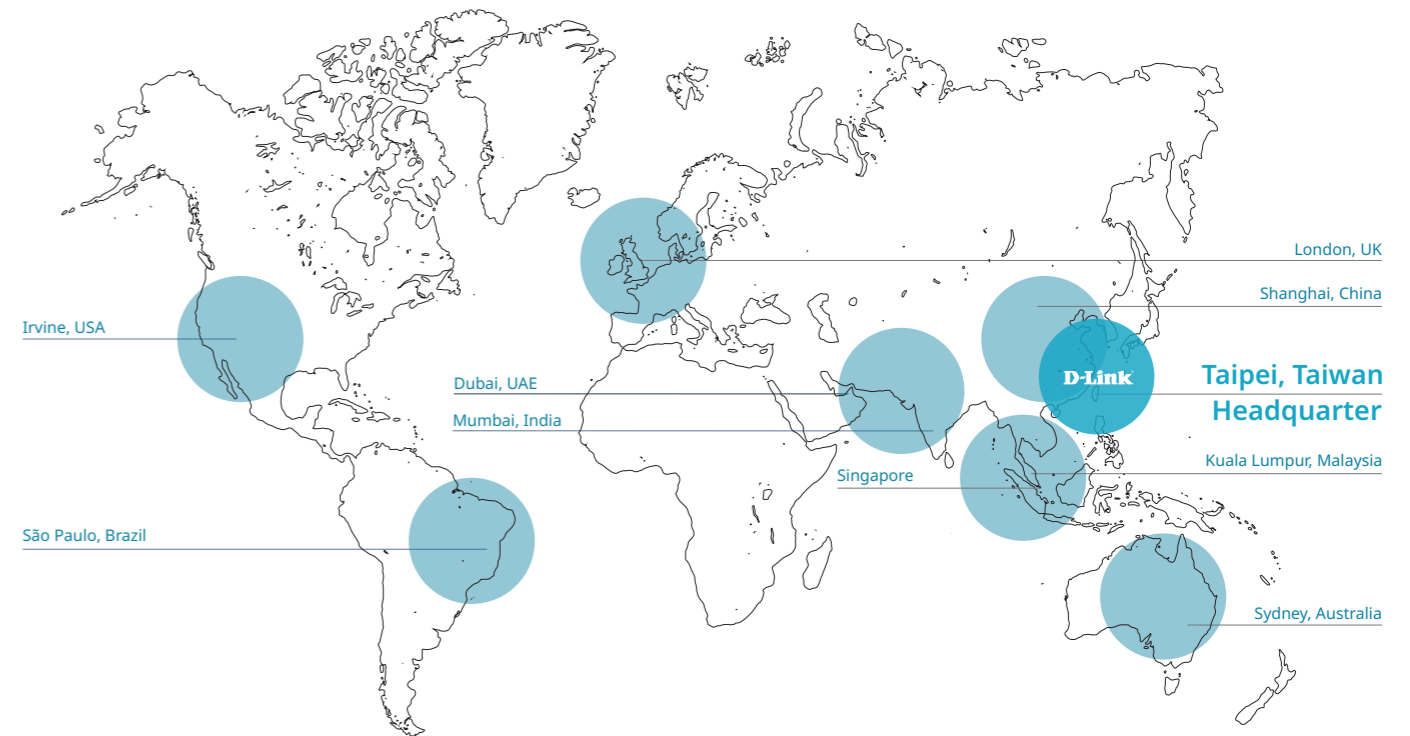 London, UK
Shanghai, China
Irvine, USA
D-Link
Taipei, Taiwan
Headquarter
Dubai, UAE
Mumbai, India
Kuala Lumpur, Malaysia
Singapore
São Paulo, Brazil
Sydney, Australia